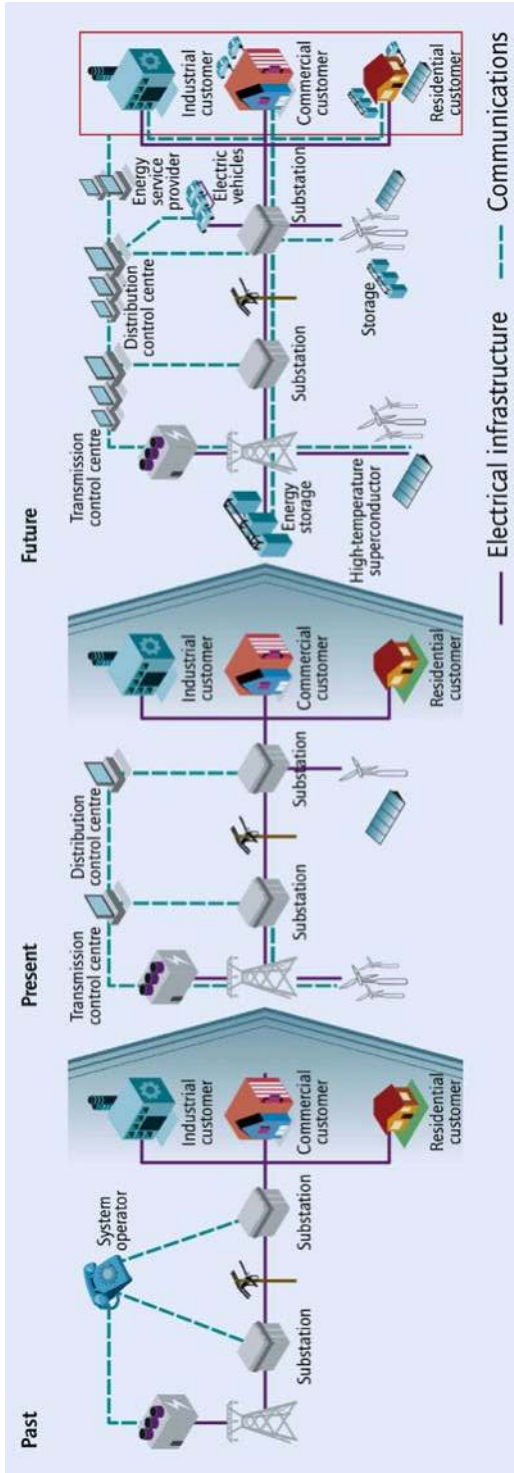 Past
System
operator
Substation
Substation
Industrial
customer
Commercial
customer
Residential
customer
Present
Transmission
control centre
Distribution
control centre
Substation
Substation
Industrial
customer
Commercial
customer
Residential
customer
Future
Transmission
control centre
Distribution
control centre
Energy
service
provider
Electric
vehicles
Energy
storage
High-temperature
superconductor
Substation
Storage
Substation
Industrial
customer
Commercial
customer
Residential
customer
Electrical infrastructure
Communications